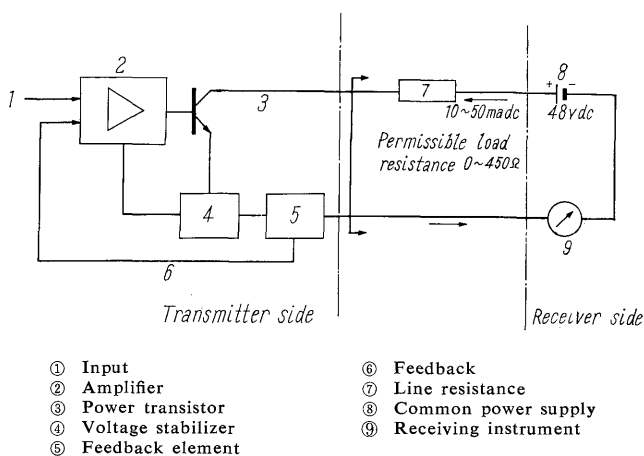 2
1
3
7
8
+ −
10~50madc
48vdc
Permissible load
resistance 0~450Ω
4
5
9
6
Transmitter side
Receiver side
① Input
② Amplifier
③ Power transistor
④ Voltage stabilizer
⑤ Feedback element
⑥ Feedback
⑦ Line resistance
⑧ Common power supply
⑨ Receiving instrument